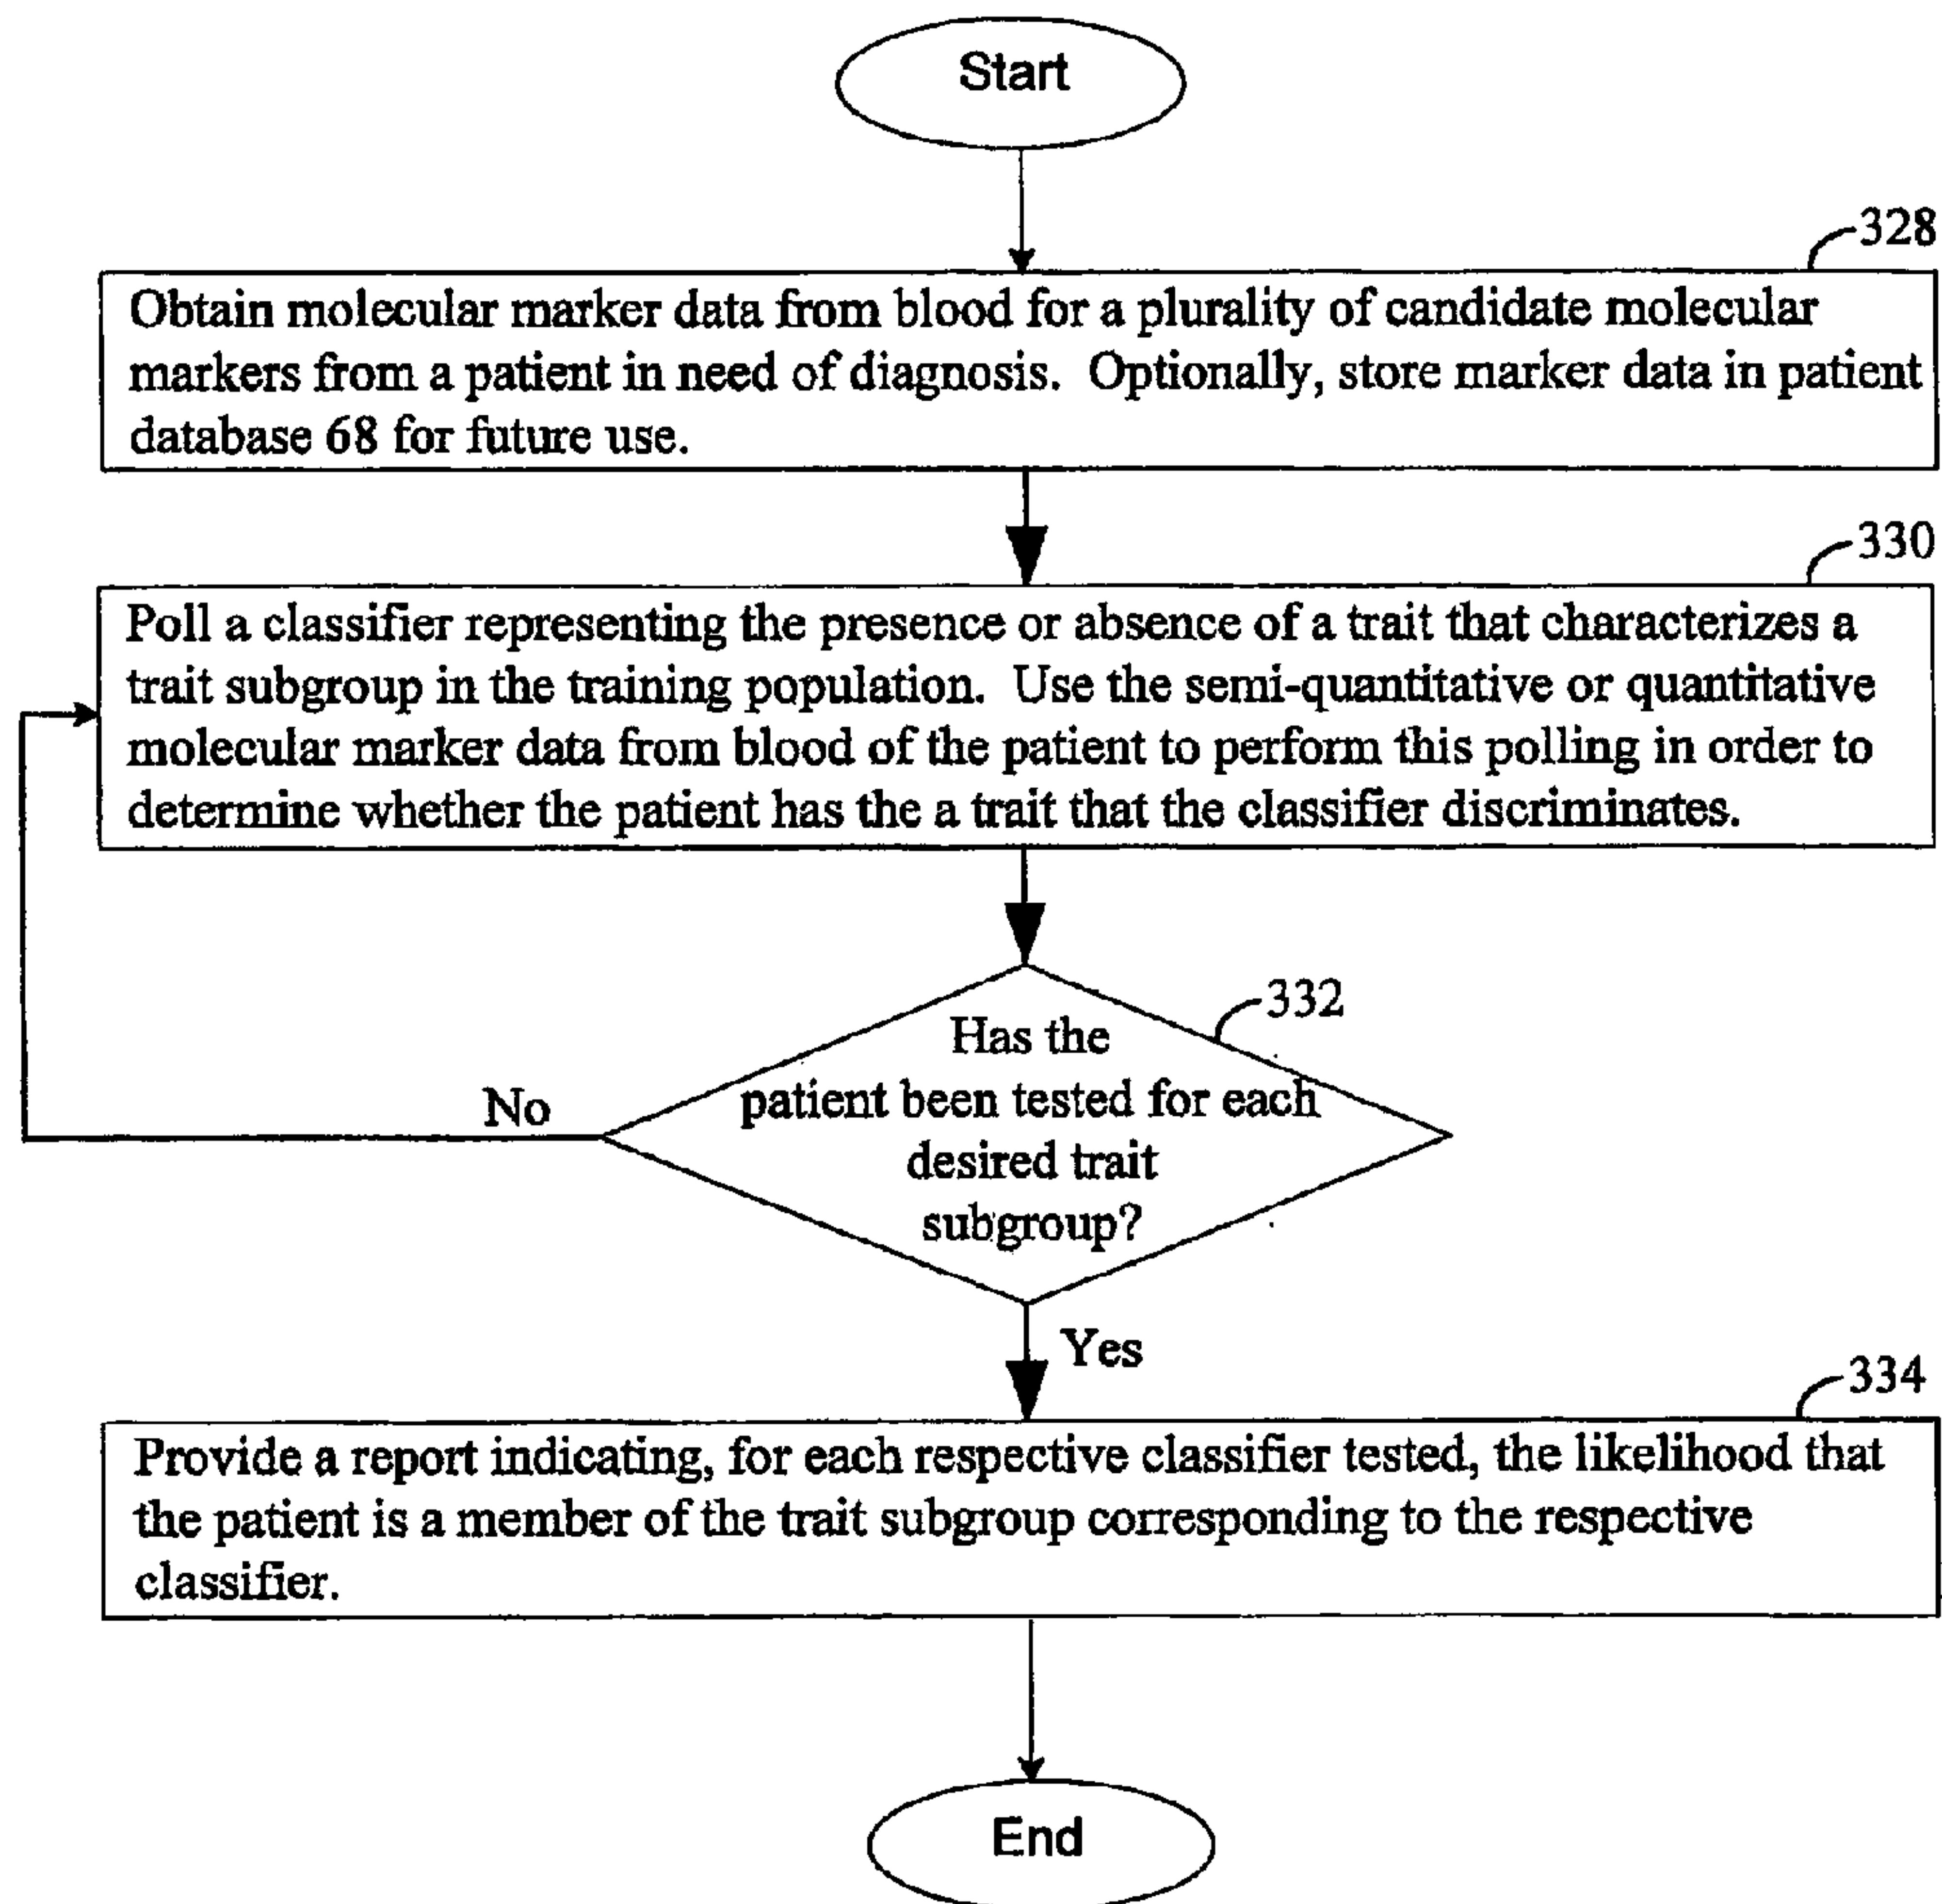 Start
328
Obtain molecular marker data from blood for a plurality of candidate molecular
markers from a patient in need of diagnosis. Optionally, store marker data in patient
database 68 for future use.
330
Poll a classifier representing the presence or absence of a trait that characterizes a
trait subgroup in the training population. Use the semi-quantitative or quantitative
molecular marker data from blood of the patient to perform this polling in order to
determine whether the patient has the a trait that the classifier discriminates.
332
Has the
patient been tested for each
desired trait
subgroup?
No
Yes
334
Provide a report indicating, for each respective classifier tested, the likelihood that
the patient is a member of the trait subgroup corresponding to the respective
classifier.
End